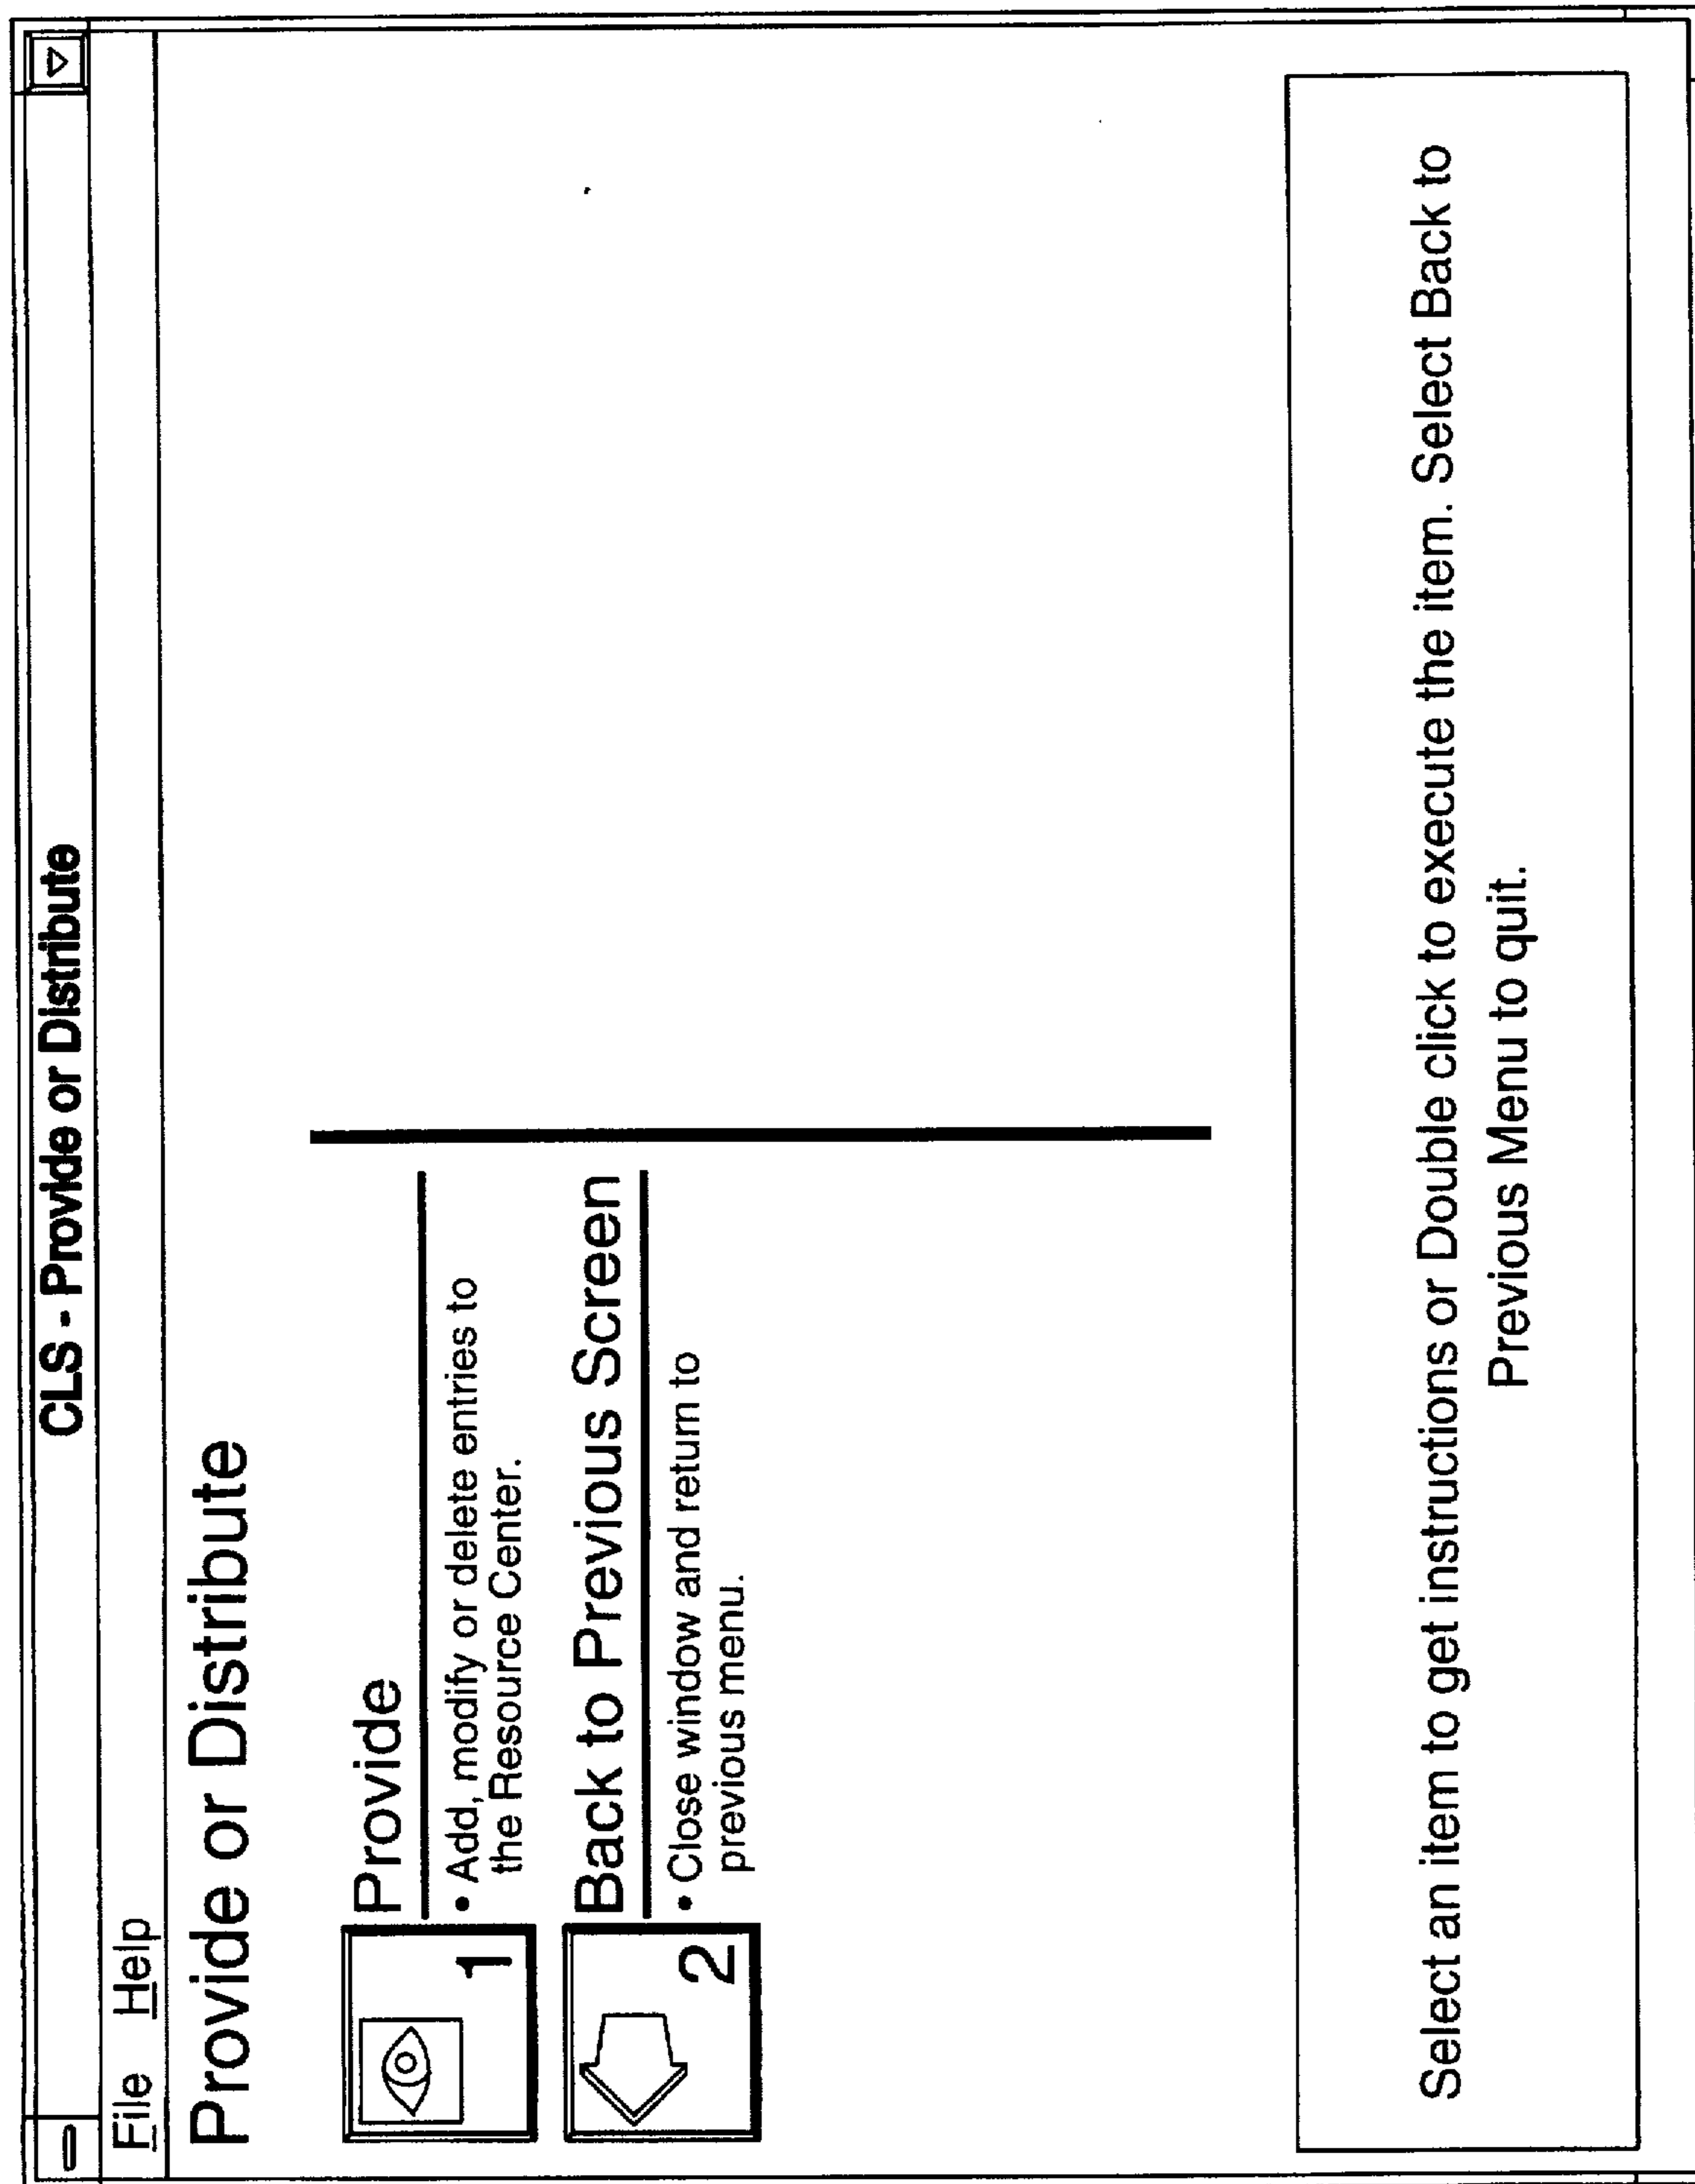 CLS - Provide or Distribute
File Help
Provide or Distribute
1
Provide
• Add, modify or delete entries to
the Resource Center.
2
Back to Previous Screen
• Close window and return to
previous menu.
Select an item to get instructions or Double click to execute the item. Select Back to
Previous Menu to quit.